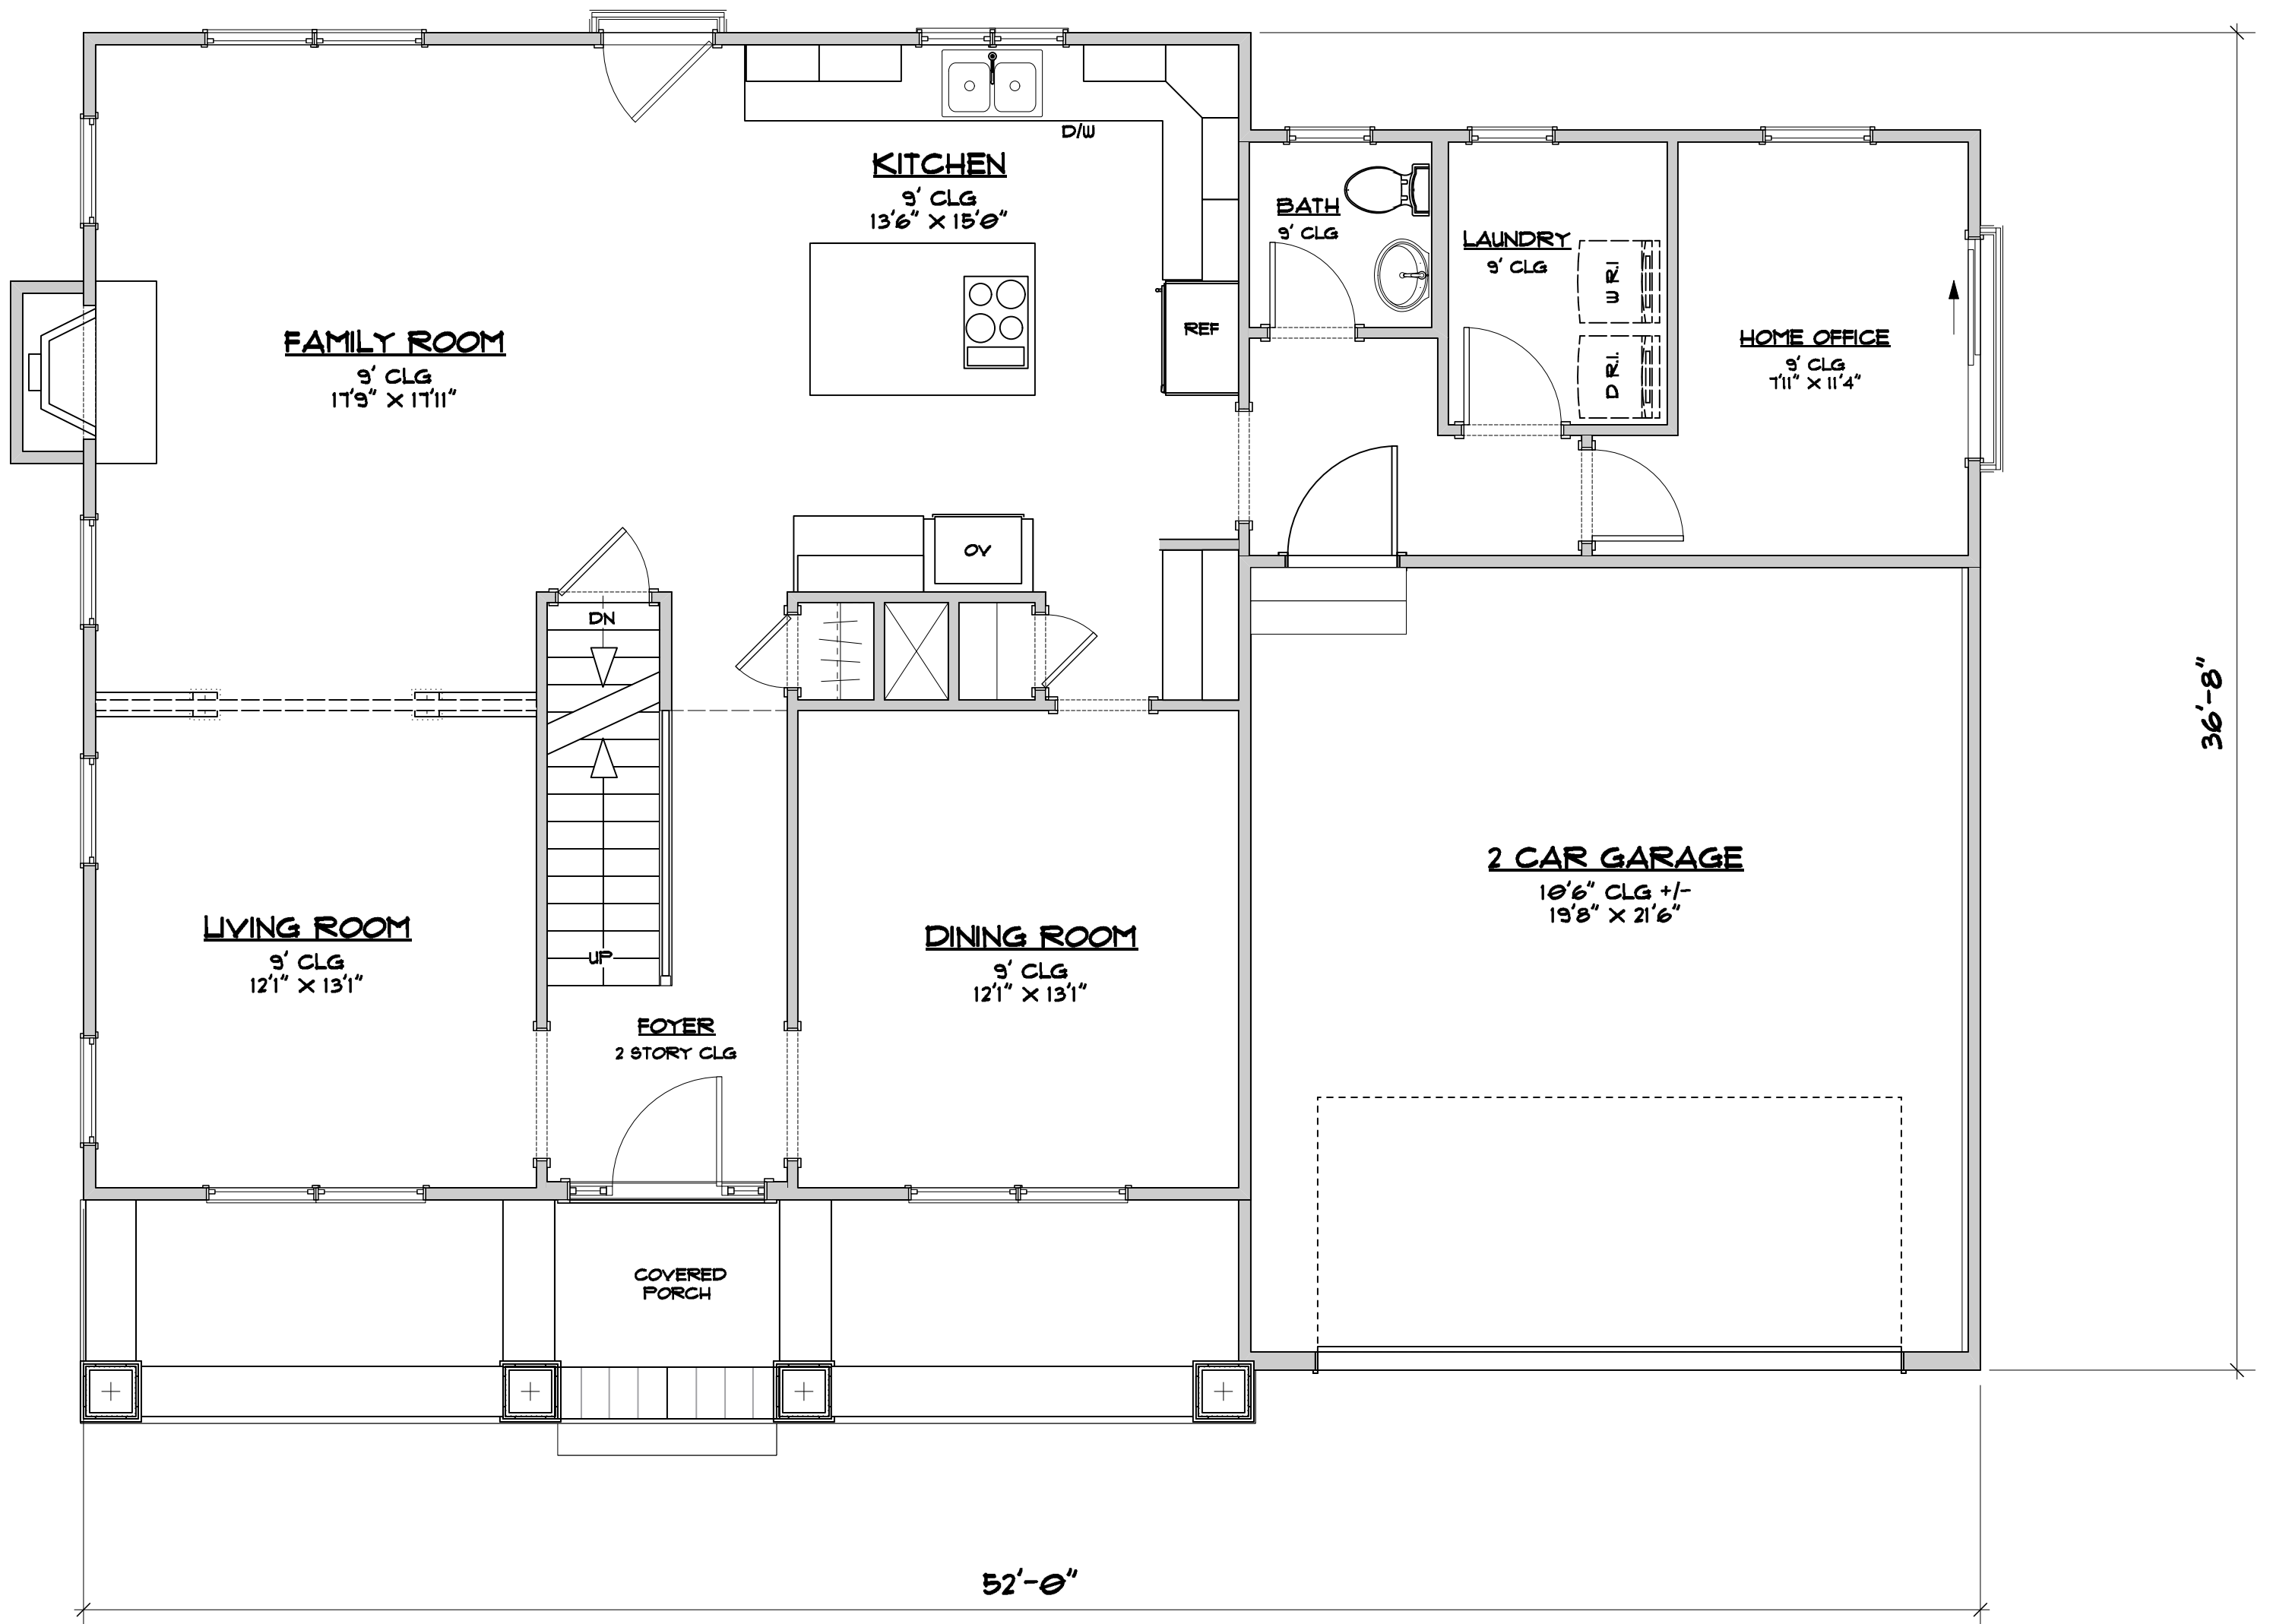 D/W
KITCHEN
9' CLG
13'6" X 15'0"
BATH
9' CLG
LAUNDRY
9' CLG
W R.I
D R.I.
REF
HOME OFFICE
9' CLG
7'11" X 11'4"
FAMILY ROOM
9' CLG
17'9" X 17'11"
OV
DN
36'-8"
2 CAR GARAGE
10'6" CLG +/-
19'8" X 21'6"
LIVING ROOM
9' CLG
12'1" X 13'1"
UP
DINING ROOM
9' CLG
12'1" X 13'1"
FOYER
2 STORY CLG
COVERED
PORCH
52'-0"